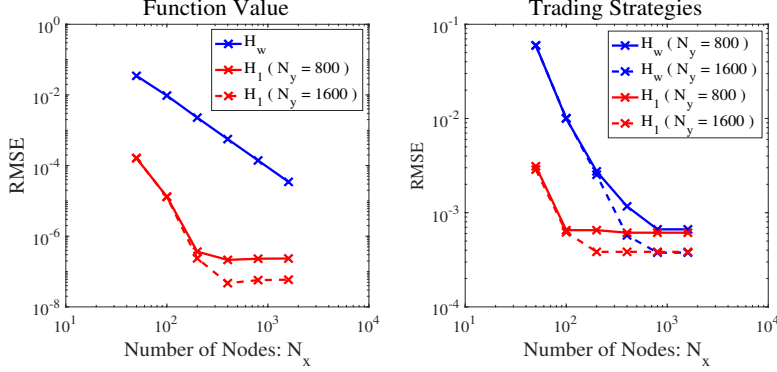 Function Value
10^0
10^-2
10^-4
10^-6
10^-8
RMSE
H_w
H_1 ( N_y = 800 )
H_1 ( N_y = 1600 )
10^1
10^2
10^3
10^4
Number of Nodes: N_x
Trading Strategies
10^-1
10^-2
10^-3
10^-4
RMSE
H_w ( N_y = 800 )
H_w ( N_y = 1600 )
H_1 ( N_y = 800 )
H_1 ( N_y = 1600 )
10^1
10^2
10^3
10^4
Number of Nodes: N_x